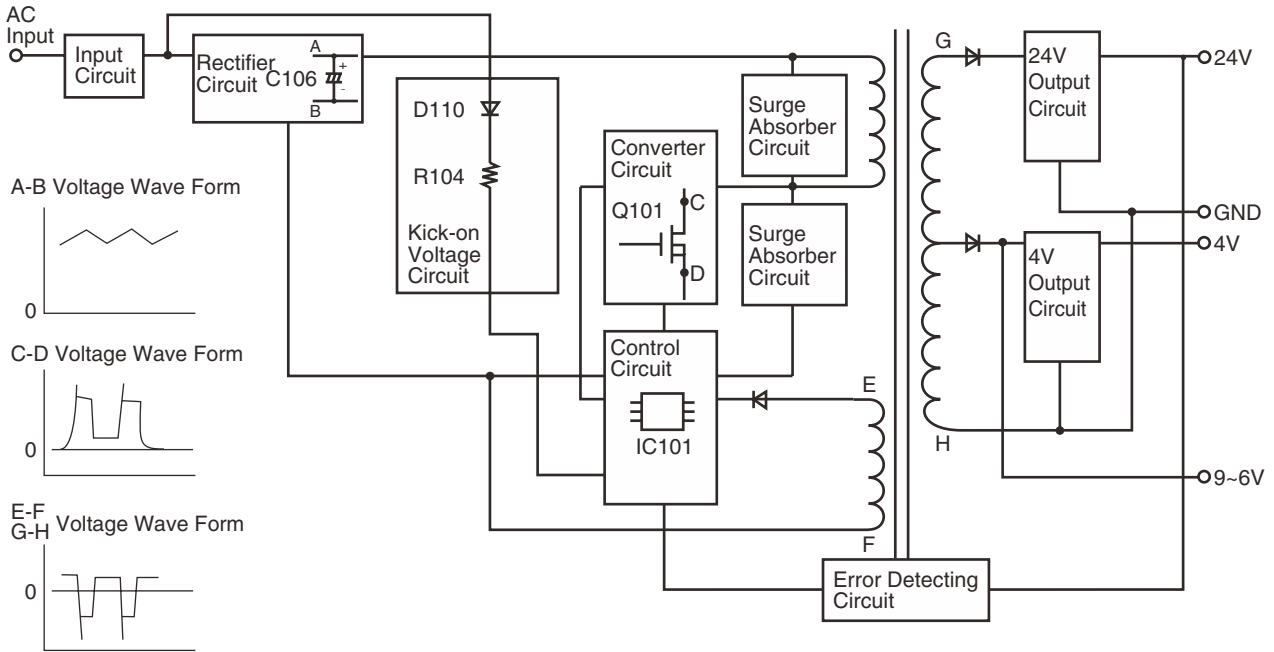 AC
Input
Input
Circuit
Rectifier
Circuit
C106
A
+
-
B
D110
R104
Kick-on
Voltage
Circuit
Converter
Circuit
Q101
C
D
Surge
Absorber
Circuit
Surge
Absorber
Circuit
Control
Circuit
IC101
E
F
G
H
24V
Output
Circuit
24V
GND
4V
Output
Circuit
4V
9~6V
Error Detecting
Circuit
A-B Voltage Wave Form
0
C-D Voltage Wave Form
0
E-F
G-H Voltage Wave Form
0